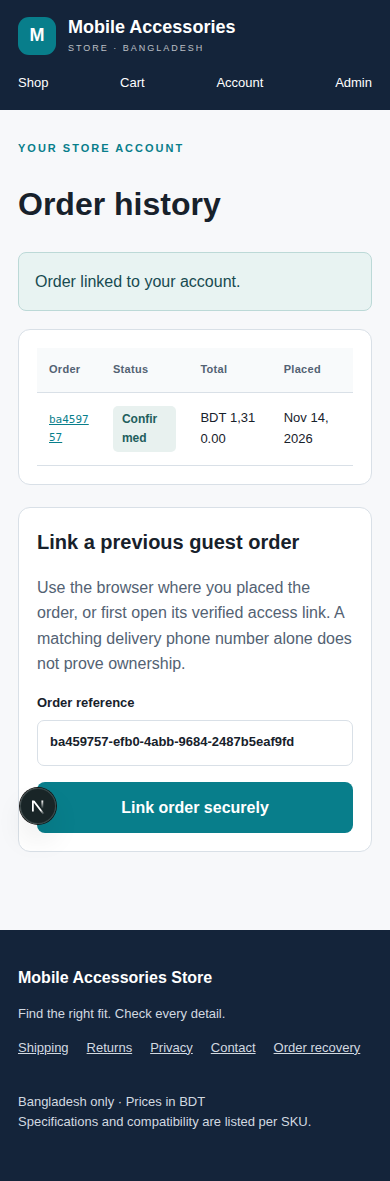 M
Mobile Accessories
STORE · BANGLADESH
Shop Cart Account Admin
YOUR STORE ACCOUNT
Order history
Order linked to your account.
Order Status Total Placed
ba4597 Confir BDT 1,31 Nov 14,
57 med 0.00 2026
Link a previous guest order
Use the browser where you placed the
order, or first open its verified access link. A
matching delivery phone number alone does
not prove ownership.
Order reference
ba459757-efb0-4abb-9684-2487b5eaf9fd
N
Link order securely
Mobile Accessories Store
Find the right fit. Check every detail.
Shipping Returns Privacy Contact Order recovery
Bangladesh only · Prices in BDT
Specifications and compatibility are listed per SKU.